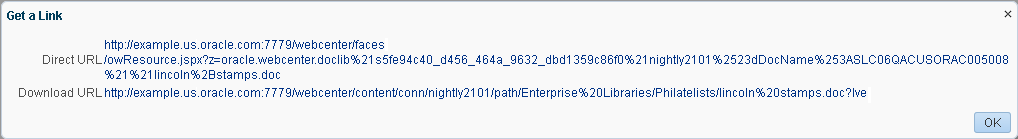 Get a Link
http://example.us.oracle.com:7779/webcenter/faces
Direct URL /owResource.jspx?z=oracle.webcenter.doclib%21s5fe94c40_d456_464a_9632_dbd1359c86f0%21nightly2101%2523dDocName%253ASLC06QACUSORAC005008
%21%21lincoln%2Bstamps.doc
Download URL http://example.us.oracle.com:7779/webcenter/content/conn/nightly2101/path/Enterprise%20Libraries/Philatelists/lincoln%20stamps.doc?lve
OK